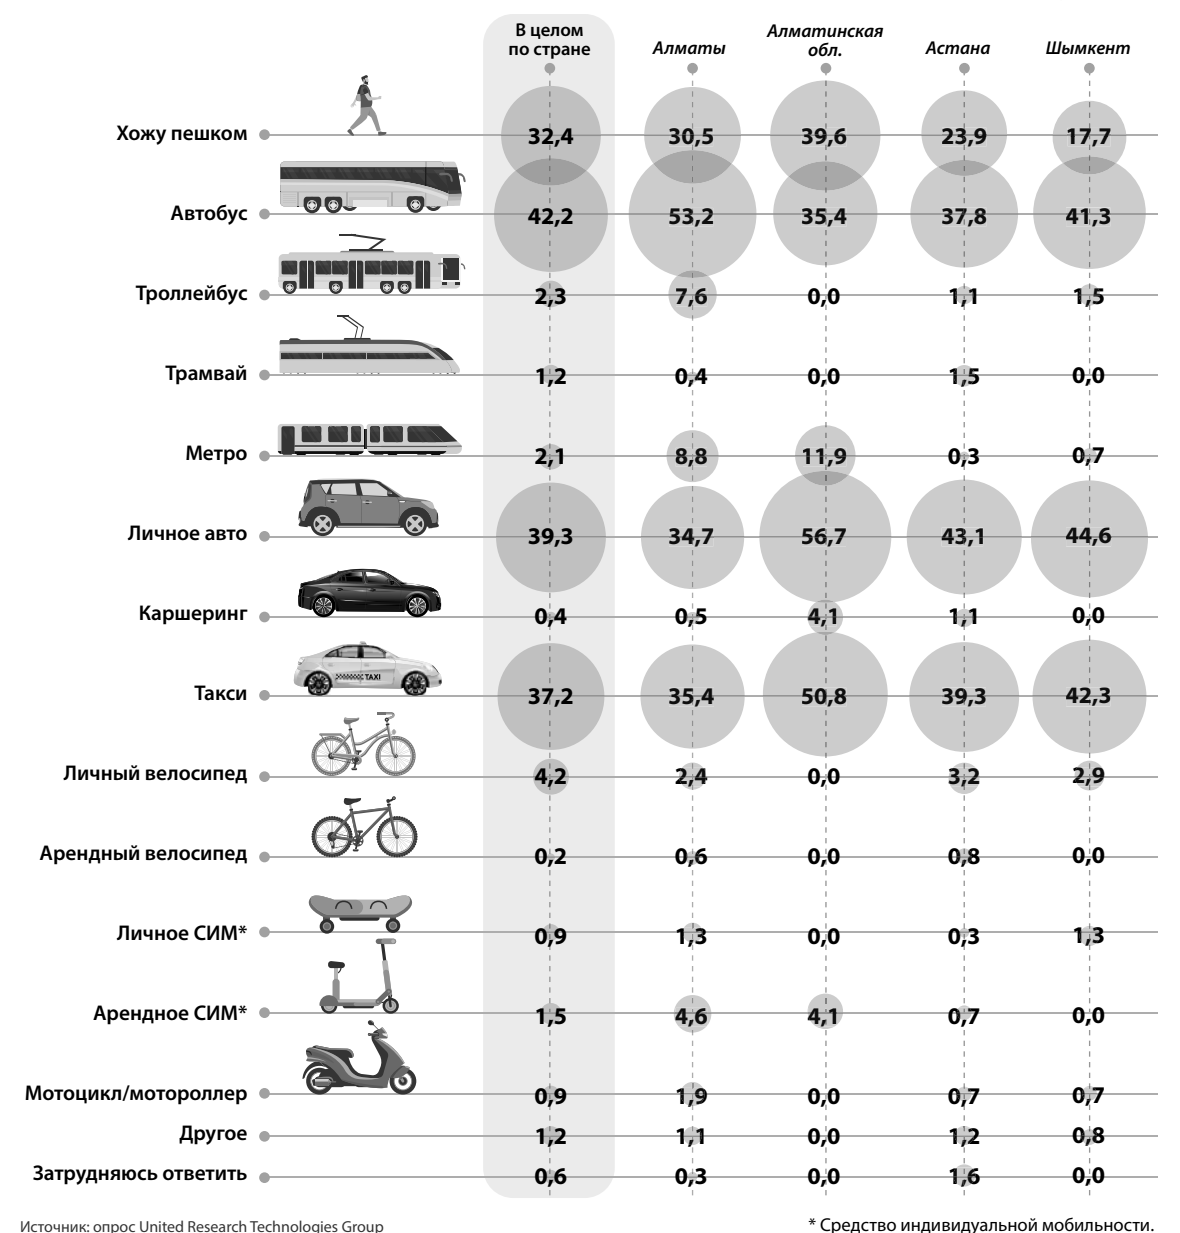 В целом
по стране
Алматы
Алматинская
обл.
Астана
Шымкент
Хожу пешком 32,4 30,5 39,6 23,9 17,7
Автобус 42,2 53,2 35,4 37,8 41,3
Троллейбус 2,3 7,6 0,0 1,1 1,5
Трамвай 1,2 0,4 0,0 1,5 0,0
Метро 2,1 8,8 11,9 0,3 0,7
Личное авто 39,3 34,7 56,7 43,1 44,6
Каршеринг 0,4 0,5 4,1 1,1 0,0
TAXI
Такси 37,2 35,4 50,8 39,3 42,3
Личный велосипед 4,2 2,4 0,0 3,2 2,9
Арендный велосипед 0,2 0,6 0,0 0,8 0,0
Личное СИМ* 0,9 1,3 0,0 0,3 1,3
Арендное СИМ* 1,5 4,6 4,1 0,7 0,0
Мотоцикл/мотороллер 0,9 1,9 0,0 0,7 0,7
Другое 1,2 1,1 0,0 1,2 0,8
Затрудняюсь ответить 0,6 0,3 0,0 1,6 0,0
Источник: опрос United Research Technologies Group
* Средство индивидуальной мобильности.